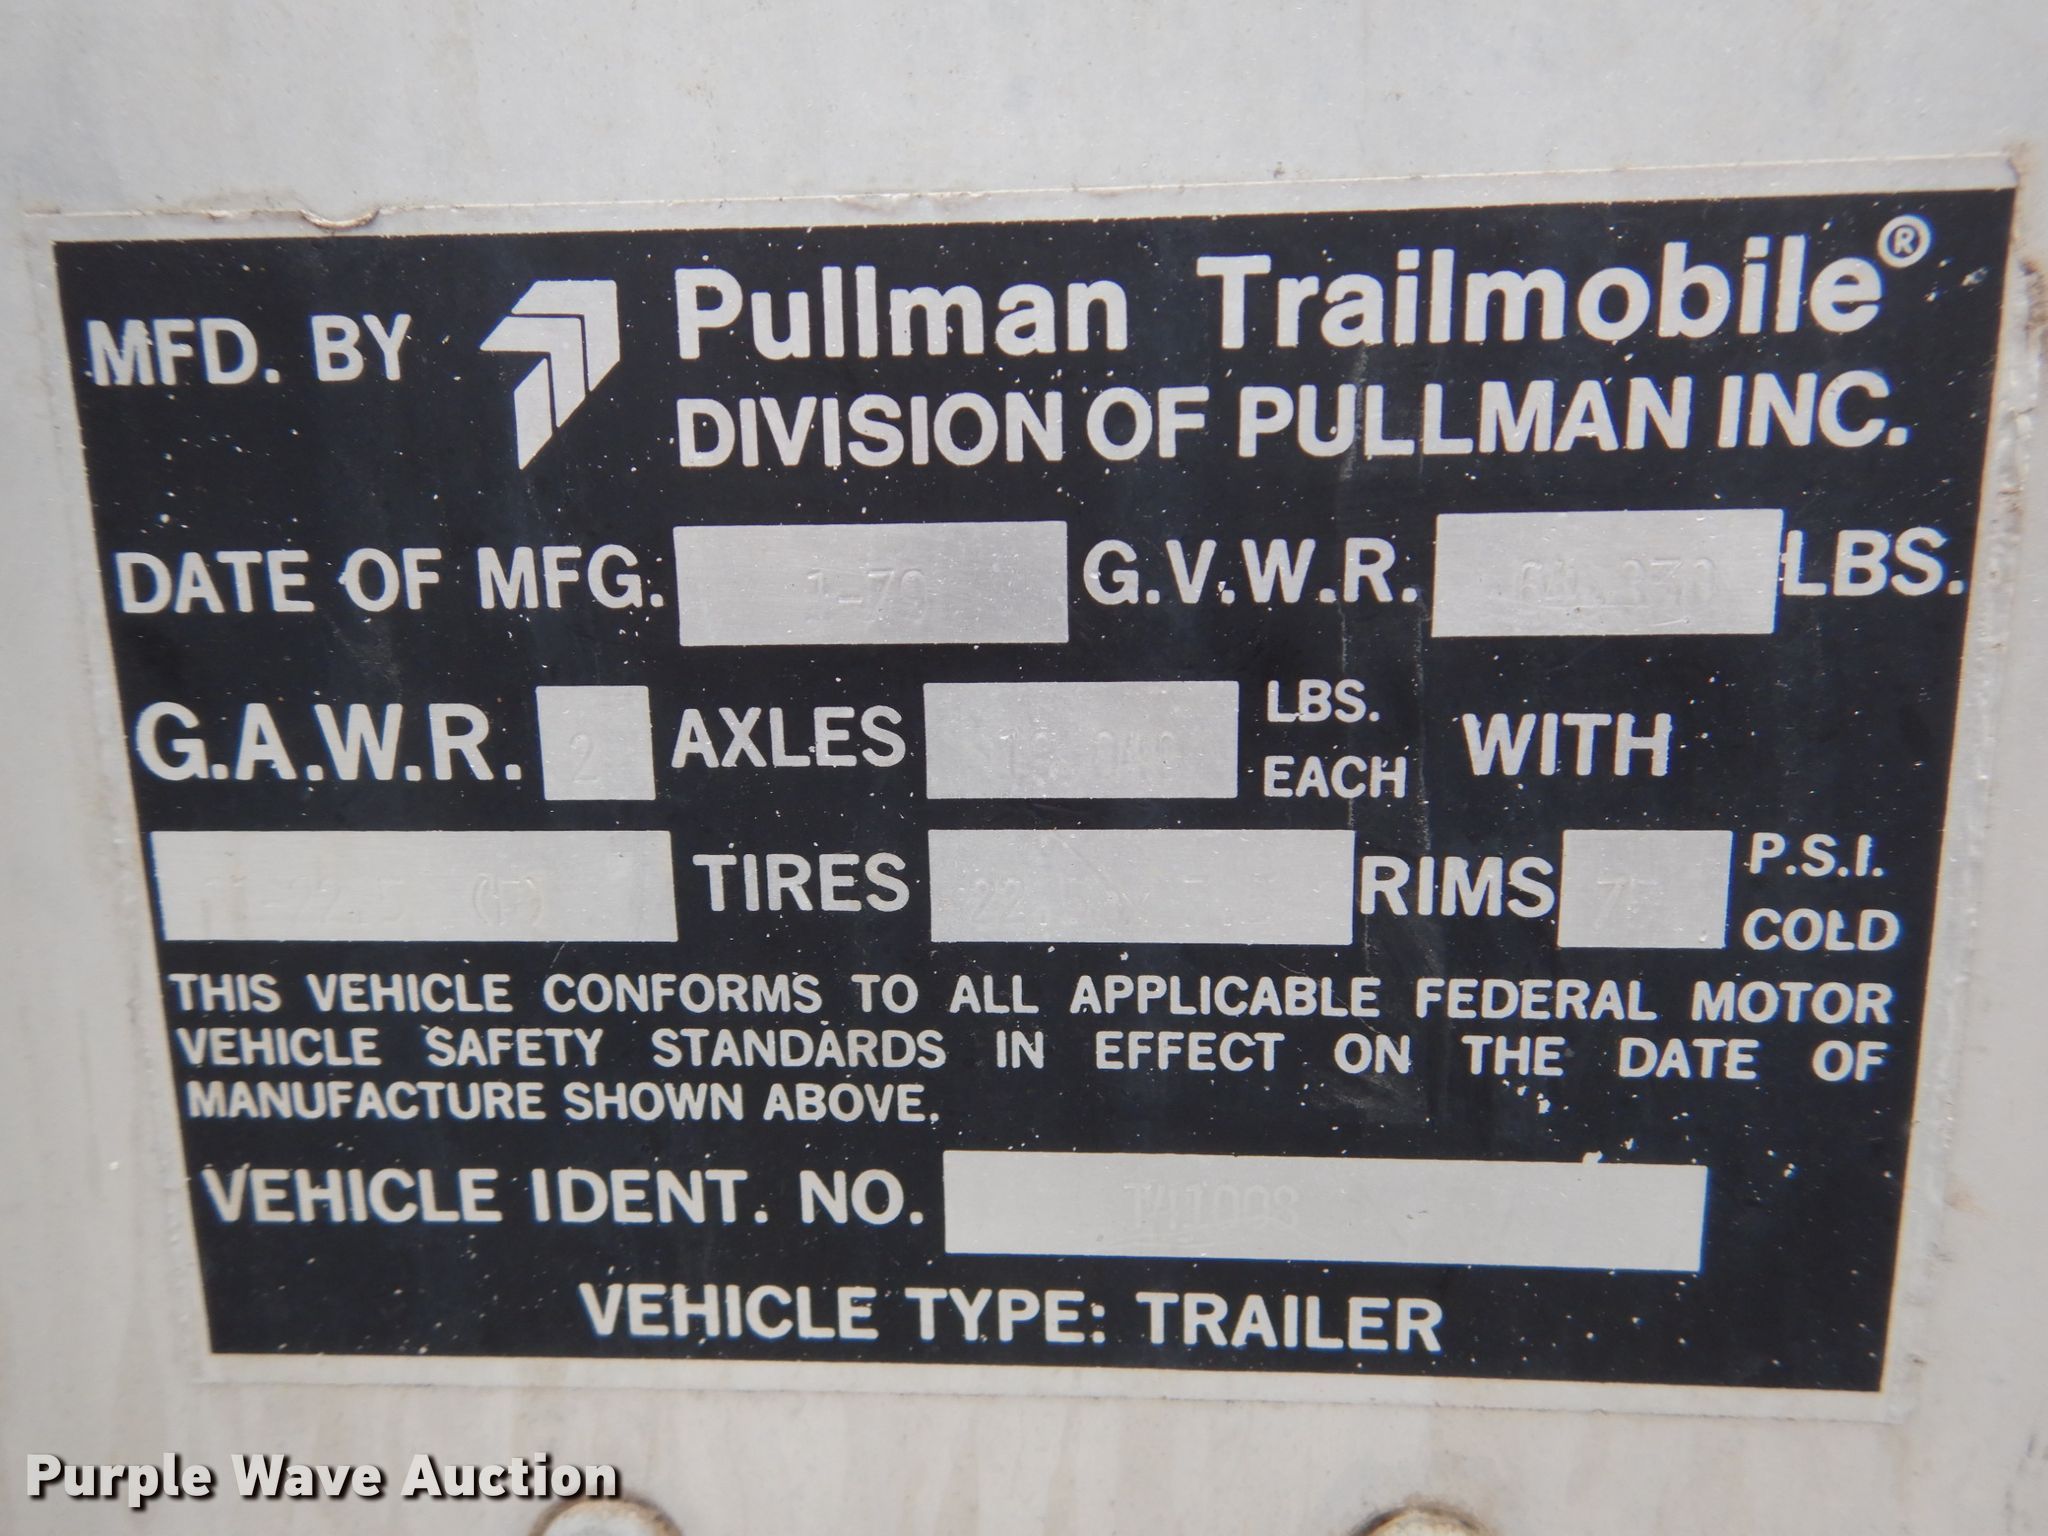 MFD. BY Pullman Trailmobile®
DIVISION OF PULLMAN INC.
DATE OF MFG. 1-79 G.V.W.R. LBS.
G.A.W.R. 2 AXLES LBS. EACH WITH
TIRES RIMS 75 P.S.I. COLD
THIS VEHICLE CONFORMS TO ALL APPLICABLE FEDERAL MOTOR
VEHICLE SAFETY STANDARDS IN EFFECT ON THE DATE OF
MANUFACTURE SHOWN ABOVE.
VEHICLE IDENT. NO. T41008
VEHICLE TYPE: TRAILER
Purple Wave Auction